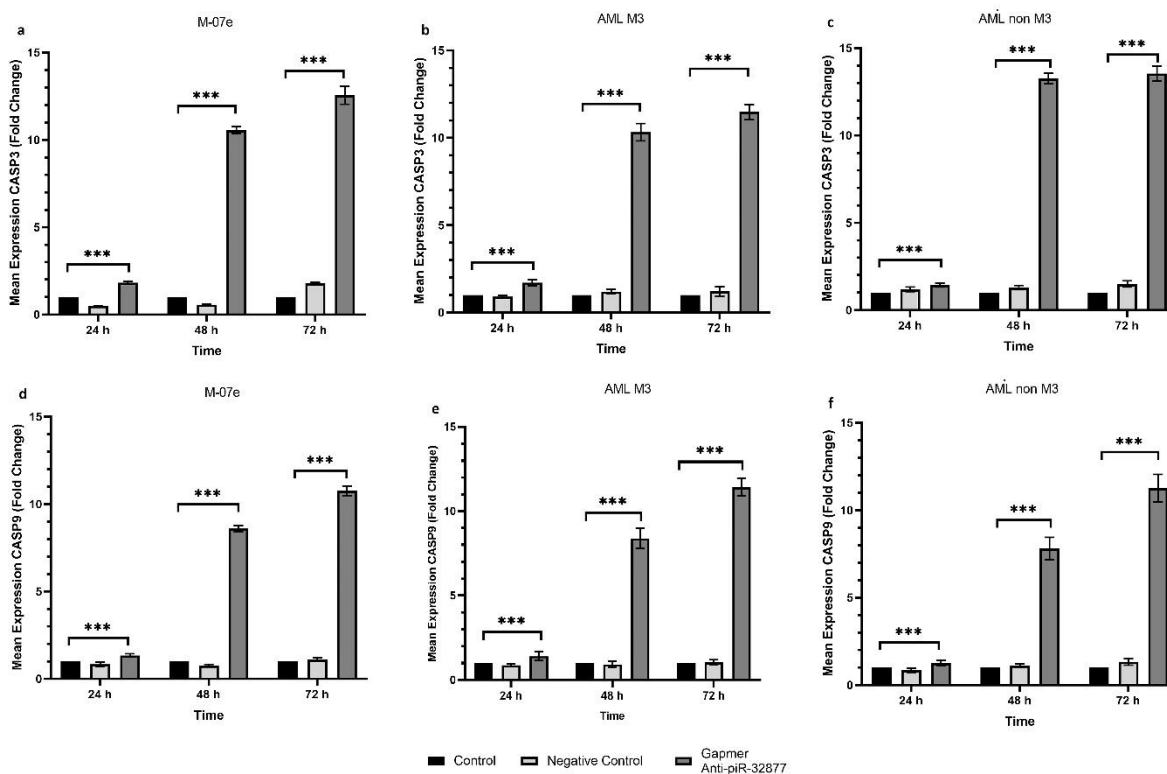 a
M-07e
Mean Expression CASP3 (Fold Change)
15
10
5
0
***
***
***
24 h
48 h
72 h
Time
b
AML M3
Mean Expression CASP3 (Fold Change)
15
10
5
0
***
***
***
24 h
48 h
72 h
Time
c
AML non M3
Mean Expression CASP3 (Fold Change)
15
10
5
0
***
***
***
24 h
48 h
72 h
Time
d
M-07e
Mean Expression CASP9 (Fold Change)
15
10
5
0
***
***
***
24 h
48 h
72 h
Time
e
AML M3
Mean Expression CASP9 (Fold Change)
15
10
5
0
***
***
***
24 h
48 h
72 h
Time
f
AML non M3
Mean Expression CASP9 (Fold Change)
15
10
5
0
***
***
***
24 h
48 h
72 h
Time
Control
Negative Control
Gapmer
Anti-piR-32877